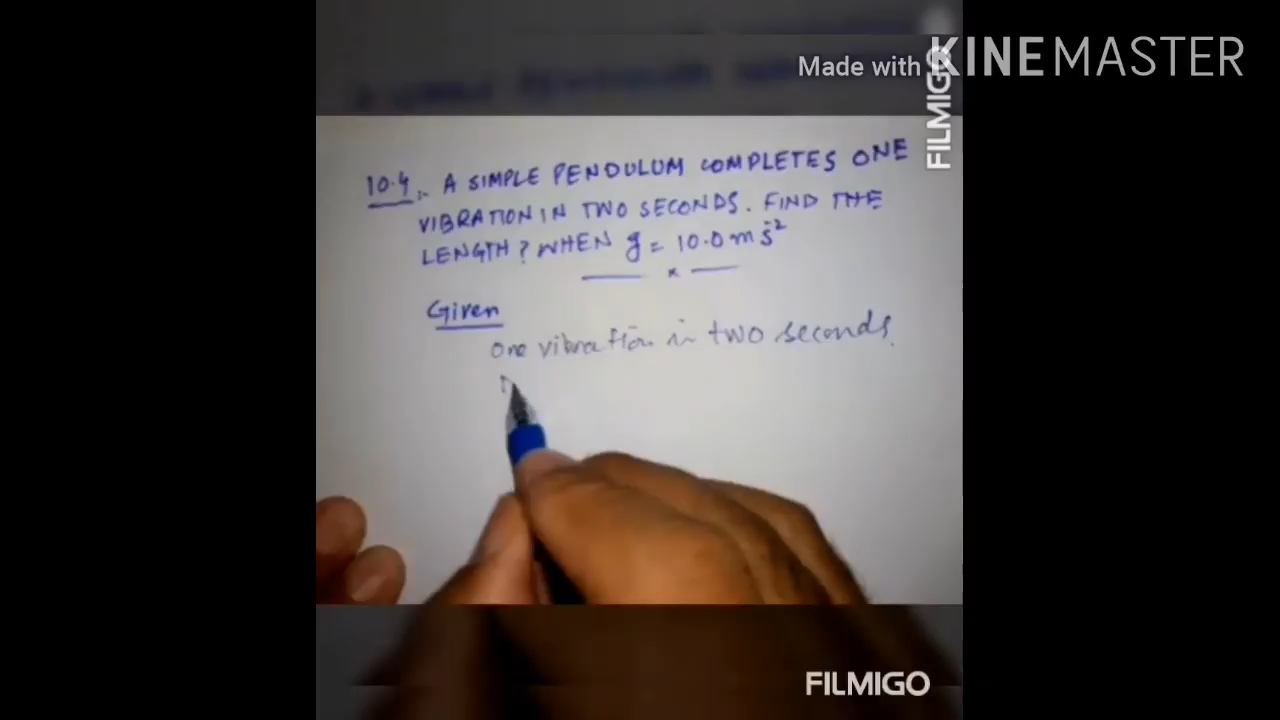 Made with KINEMASTER
FILMIGO
10.4:- A SIMPLE PENDULUM COMPLETES ONE
VIBRATION IN TWO SECONDS. FIND THE
LENGTH? WHEN g = 10.0 m s⁻²
x
Given
One vibration in two seconds.
FILMIGO